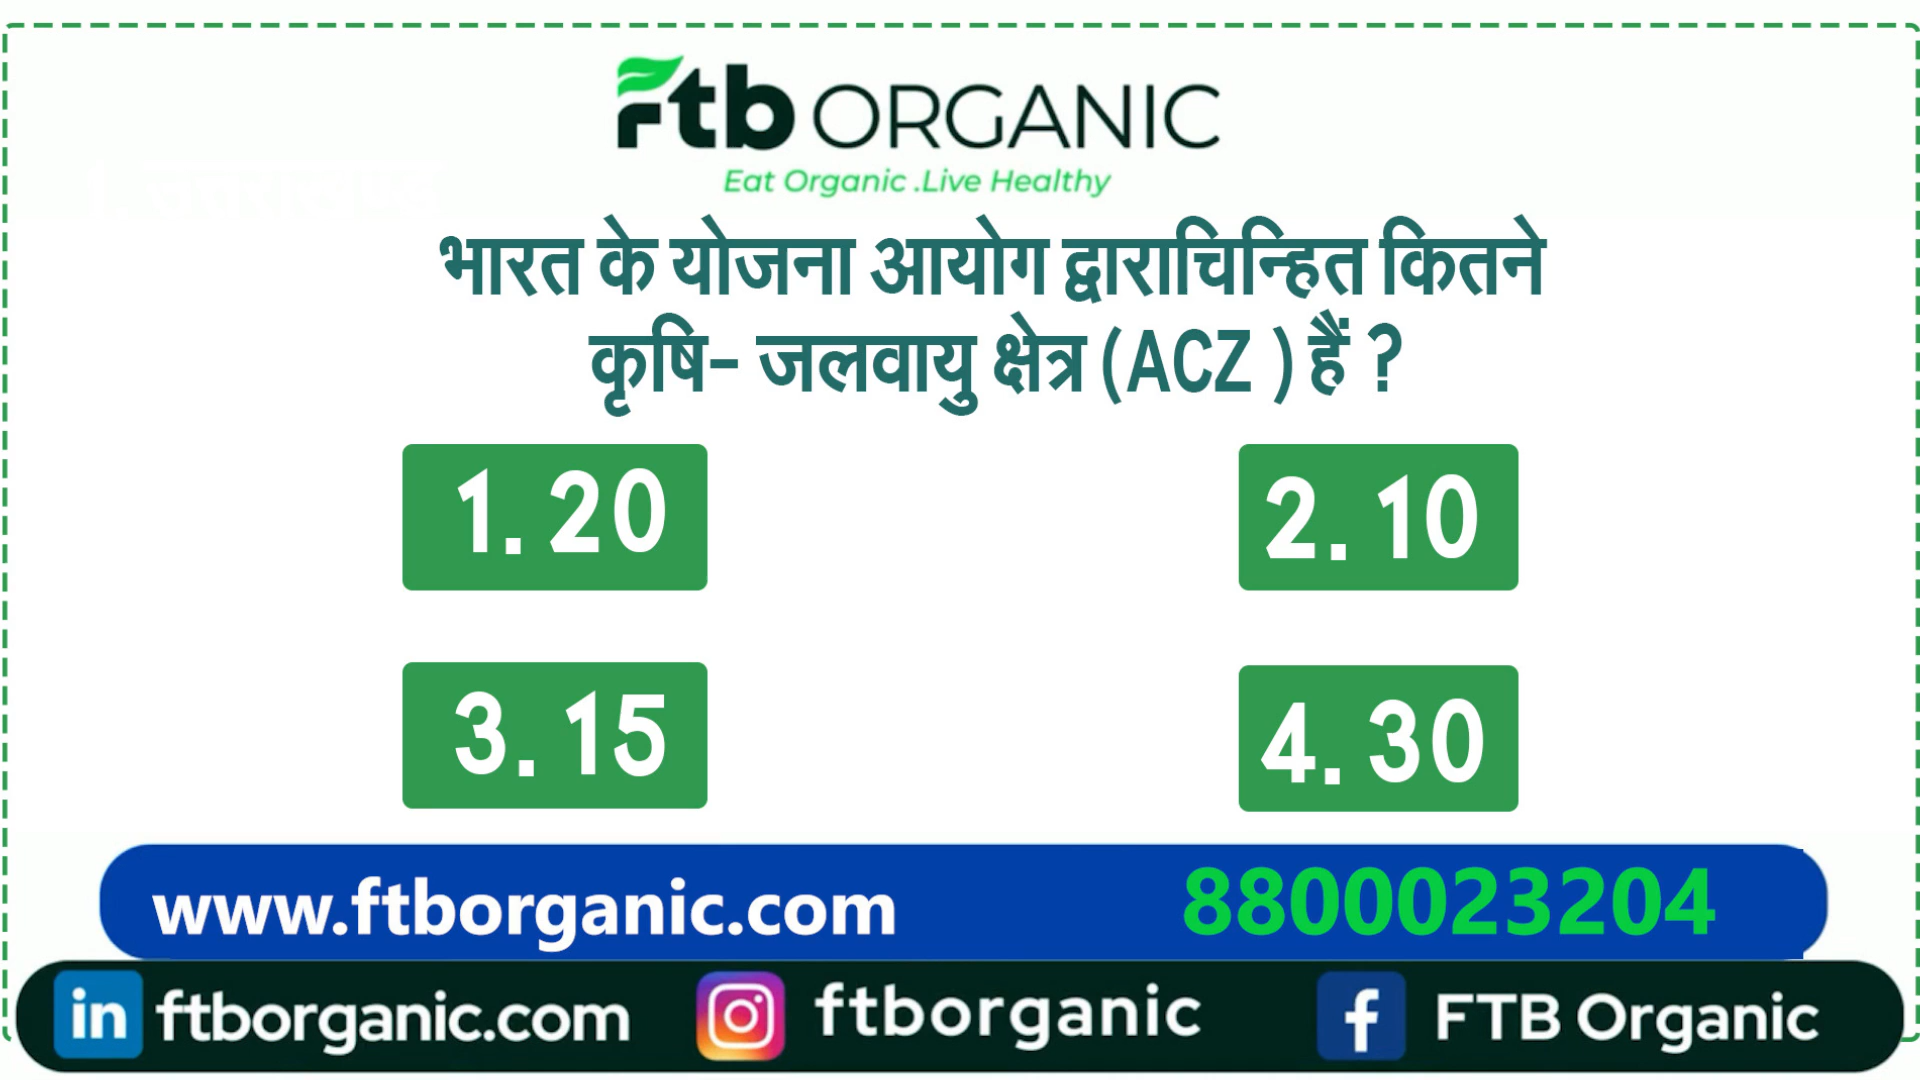 Ftb ORGANIC
Eat Organic .Live Healthy
भारत के योजना आयोग द्वाराचिन्हित कितने
कृषि- जलवायु क्षेत्र (ACZ ) हैं ?
1. 20
2. 10
3. 15
4. 30
www.ftborganic.com 8800023204
in ftborganic.com ftborganic f FTB Organic